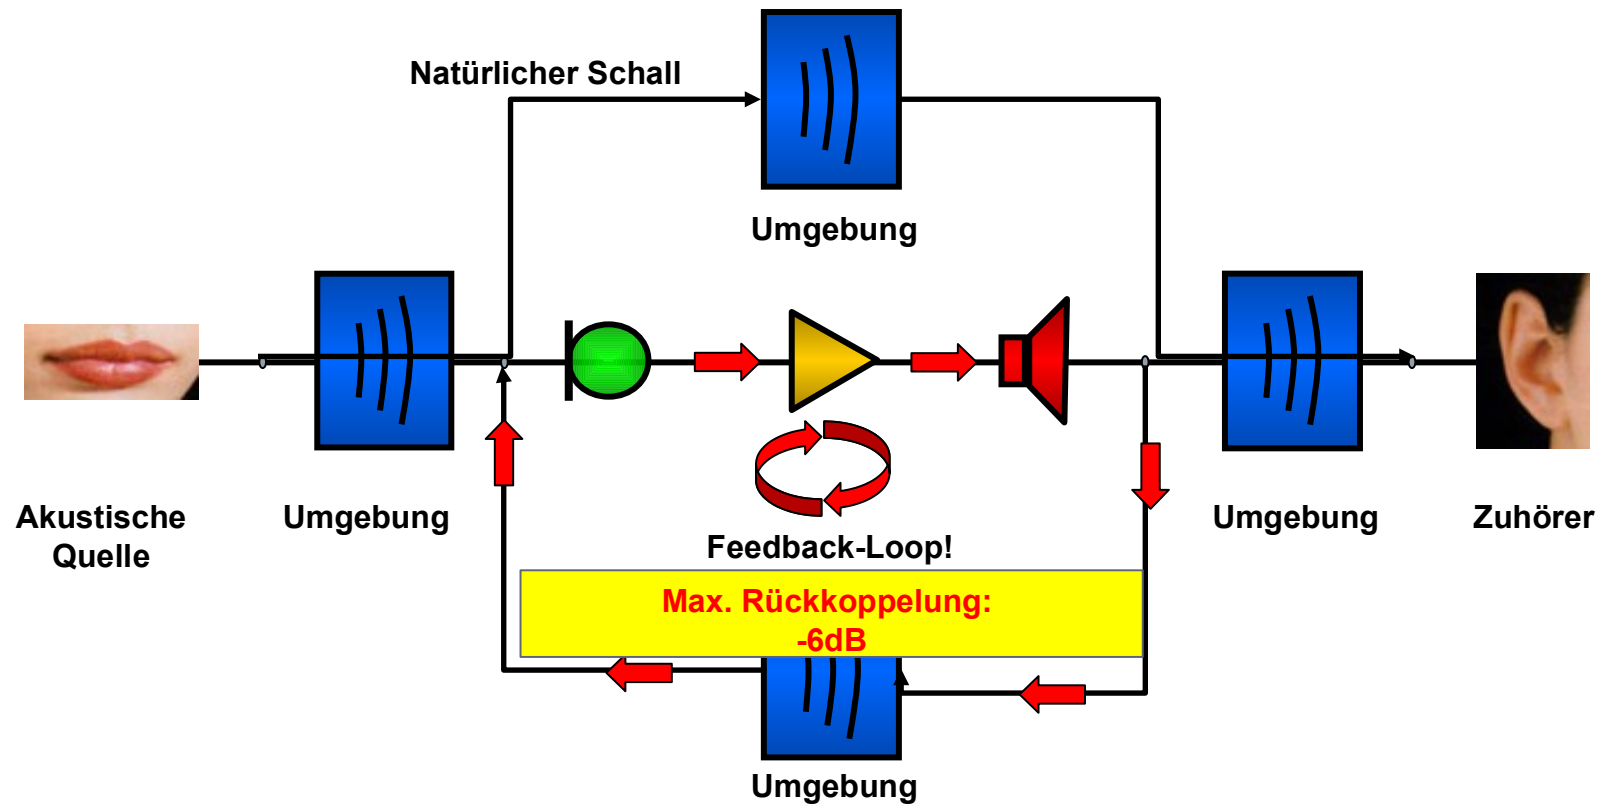 Natürlicher Schall
Umgebung
Akustische
Quelle
Umgebung
Umgebung
Zuhörer
Feedback-Loop!
Max. Rückkoppelung:
-6dB
Umgebung